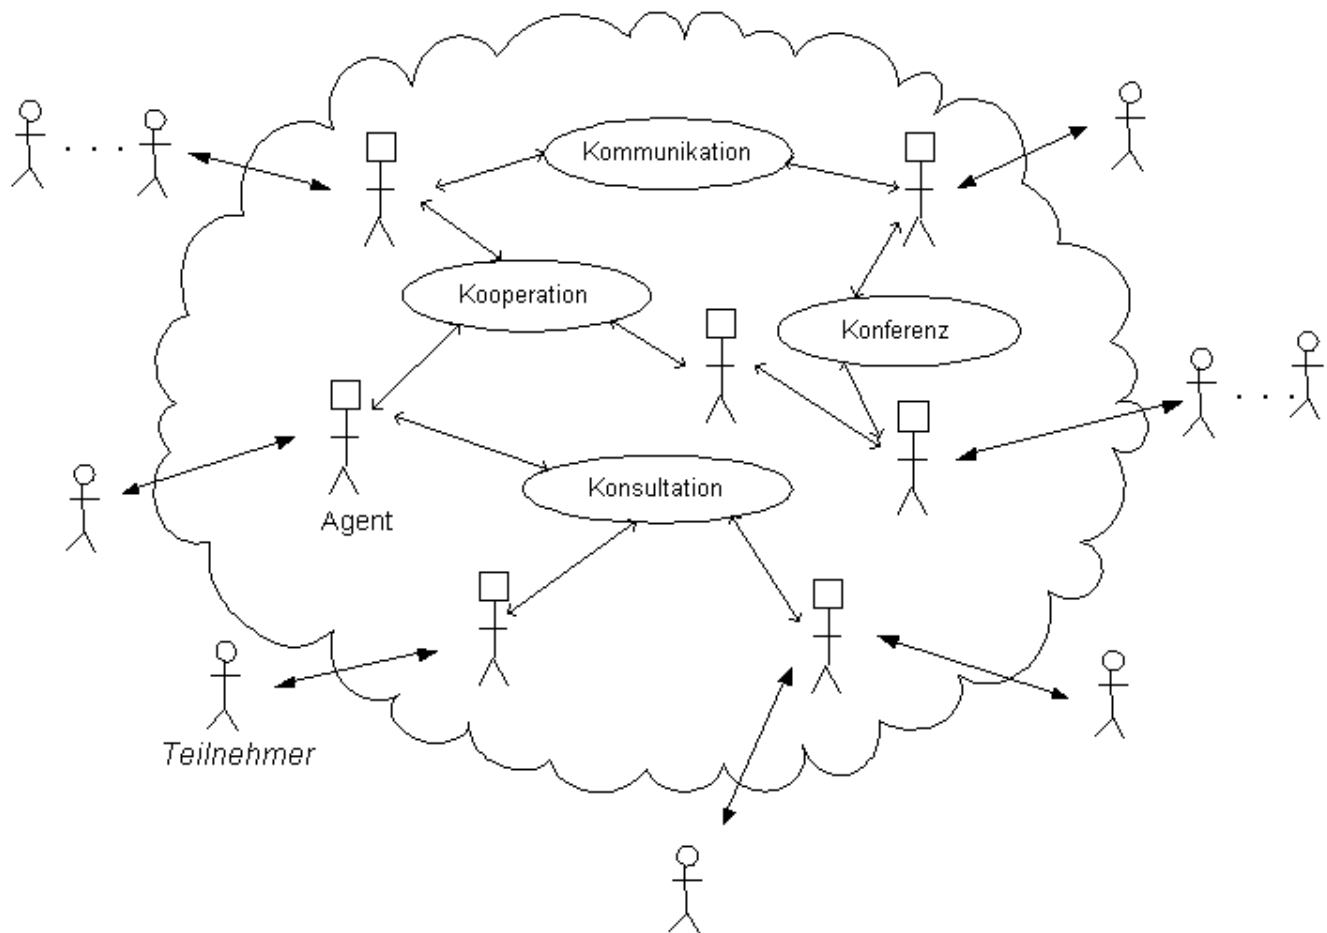 Kommunikation
Kooperation
Konferenz
Konsultation
Agent
Teilnehmer